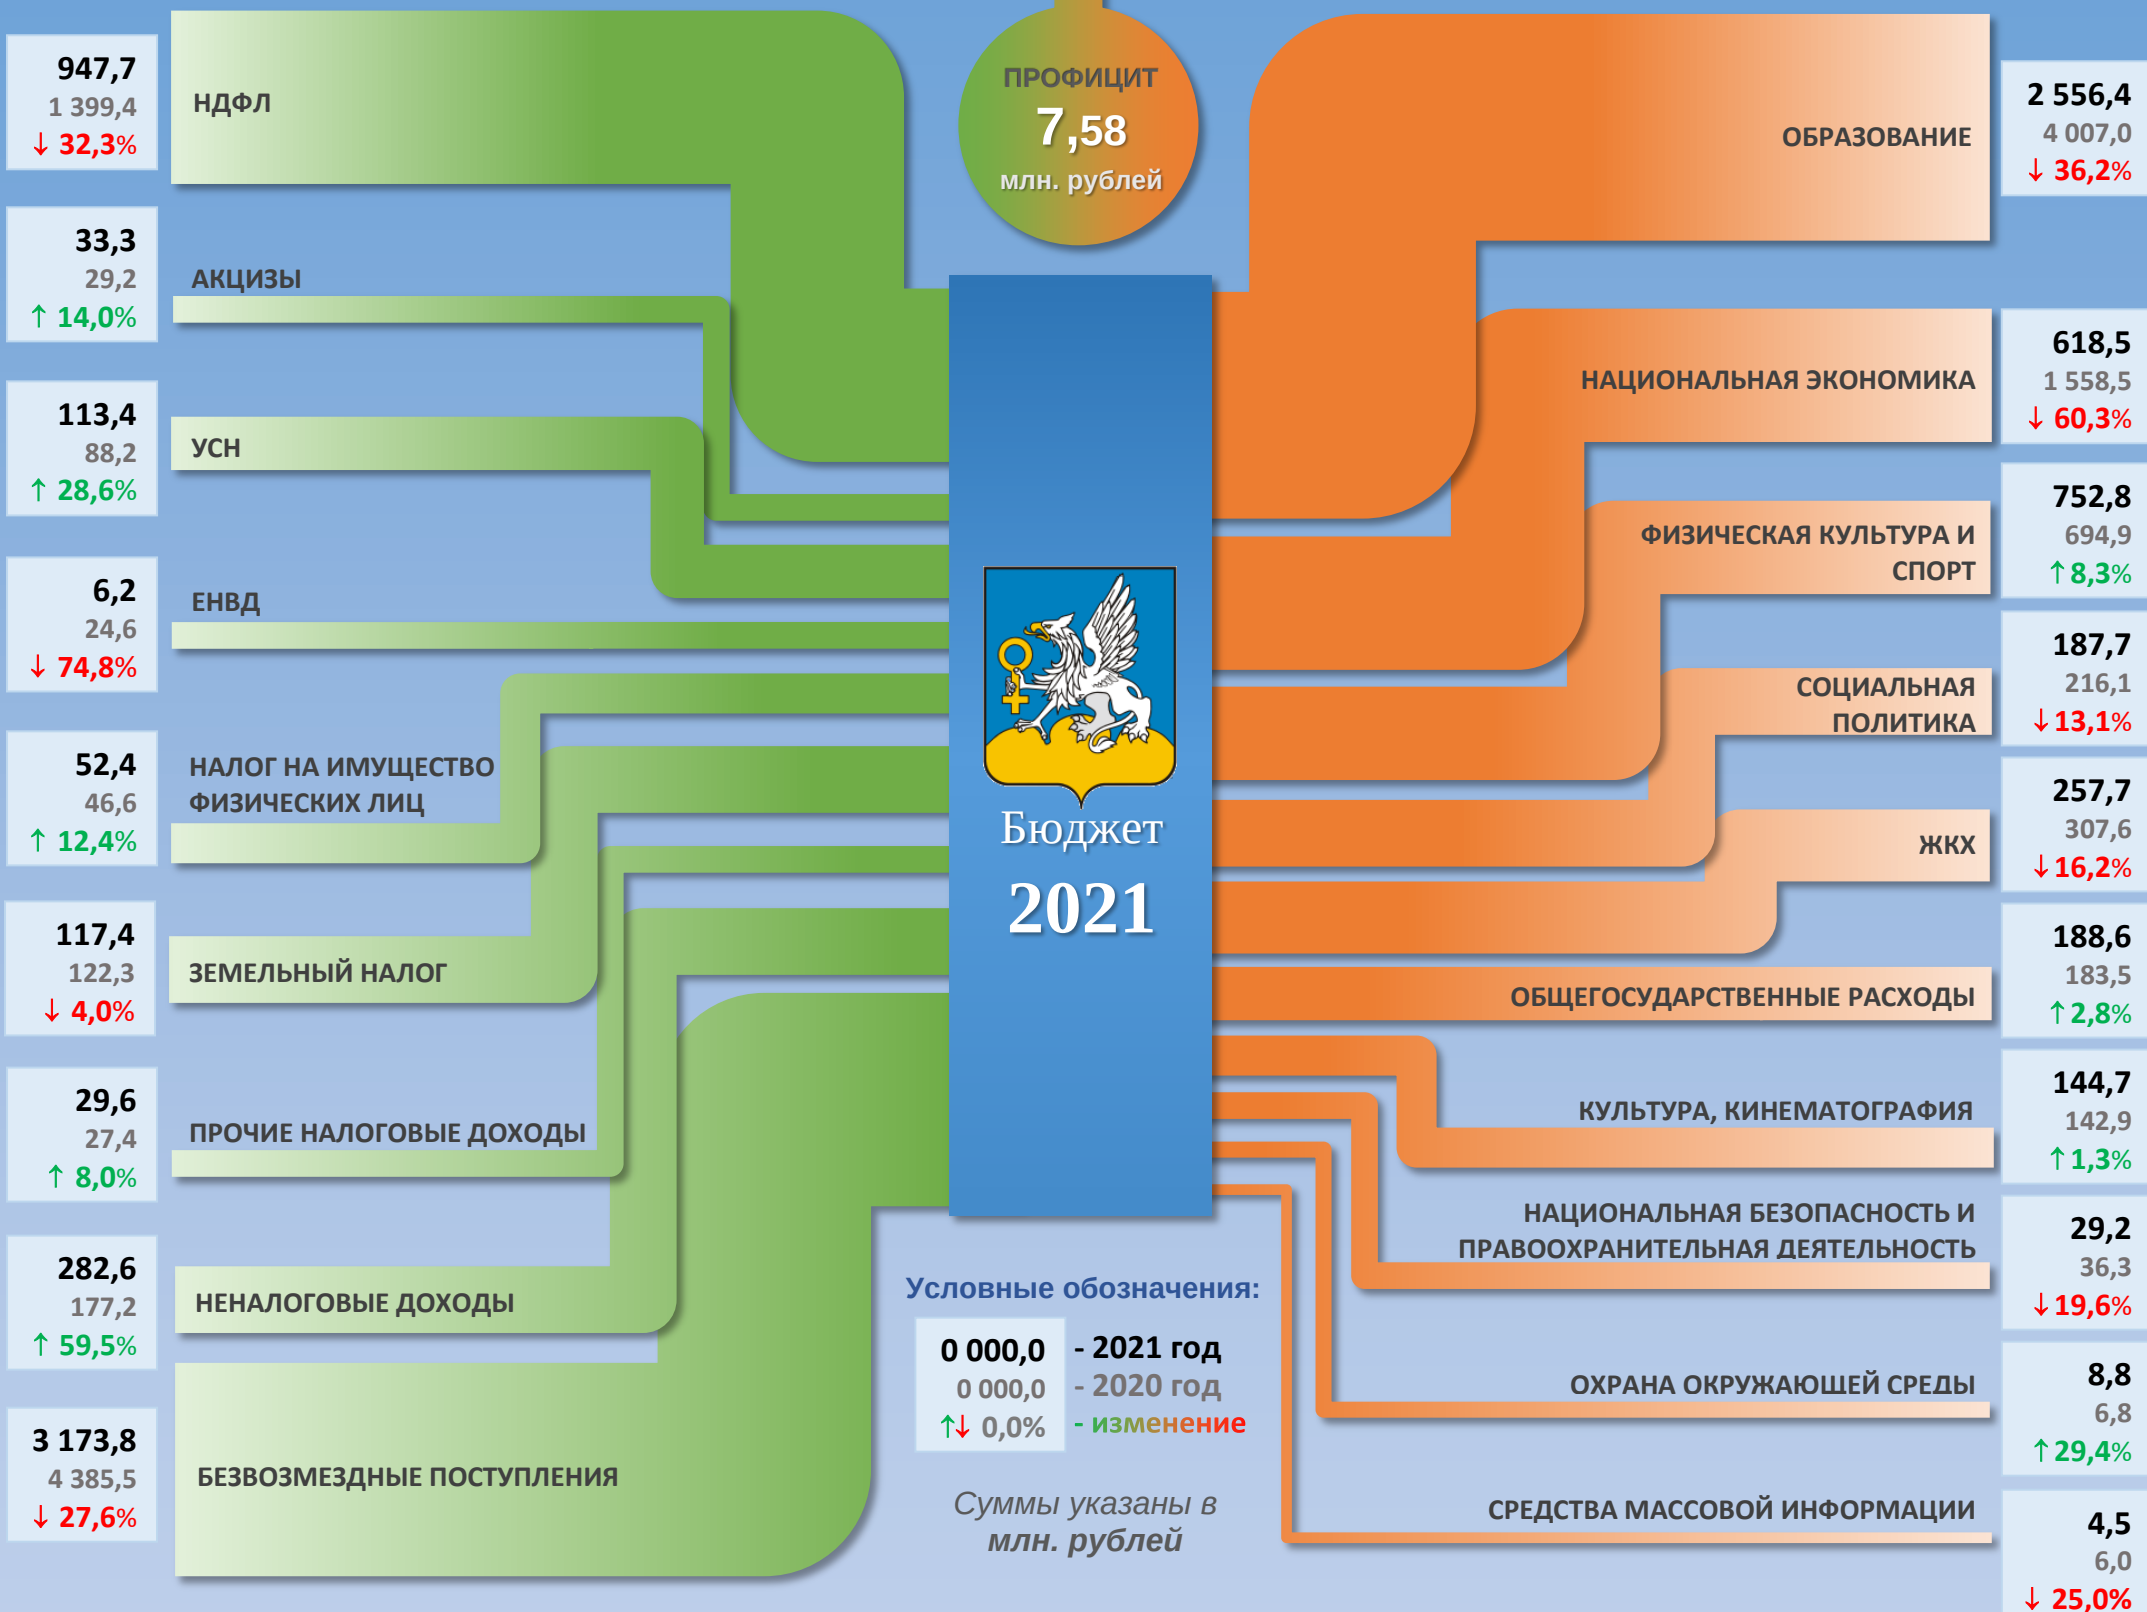 947,7
1 399,4
↓ 32,3%
НДФЛ
33,3
29,2
↑ 14,0%
АКЦИЗЫ
113,4
88,2
↑ 28,6%
УСН
6,2
24,6
↓ 74,8%
ЕНВД
52,4
46,6
↑ 12,4%
НАЛОГ НА ИМУЩЕСТВО
ФИЗИЧЕСКИХ ЛИЦ
117,4
122,3
↓ 4,0%
ЗЕМЕЛЬНЫЙ НАЛОГ
29,6
27,4
↑ 8,0%
ПРОЧИЕ НАЛОГОВЫЕ ДОХОДЫ
282,6
177,2
↑ 59,5%
НЕНАЛОГОВЫЕ ДОХОДЫ
3 173,8
4 385,5
↓ 27,6%
БЕЗВОЗМЕЗДНЫЕ ПОСТУПЛЕНИЯ
ПРОФИЦИТ
7,58
млн. рублей
Бюджет
2021
Условные обозначения:
0 000,0 - 2021 год
0 000,0 - 2020 год
↑↓ 0,0% - изменение
Суммы указаны в
млн. рублей
ОБРАЗОВАНИЕ
2 556,4
4 007,0
↓ 36,2%
НАЦИОНАЛЬНАЯ ЭКОНОМИКА
618,5
1 558,5
↓ 60,3%
ФИЗИЧЕСКАЯ КУЛЬТУРА И
СПОРТ
752,8
694,9
↑ 8,3%
СОЦИАЛЬНАЯ
ПОЛИТИКА
187,7
216,1
↓ 13,1%
ЖКХ
257,7
307,6
↓ 16,2%
ОБЩЕГОСУДАРСТВЕННЫЕ РАСХОДЫ
188,6
183,5
↑ 2,8%
КУЛЬТУРА, КИНЕМАТОГРАФИЯ
144,7
142,9
↑ 1,3%
НАЦИОНАЛЬНАЯ БЕЗОПАСНОСТЬ И
ПРАВООХРАНИТЕЛЬНАЯ ДЕЯТЕЛЬНОСТЬ
29,2
36,3
↓ 19,6%
ОХРАНА ОКРУЖАЮЩЕЙ СРЕДЫ
8,8
6,8
↑ 29,4%
СРЕДСТВА МАССОВОЙ ИНФОРМАЦИИ
4,5
6,0
↓ 25,0%